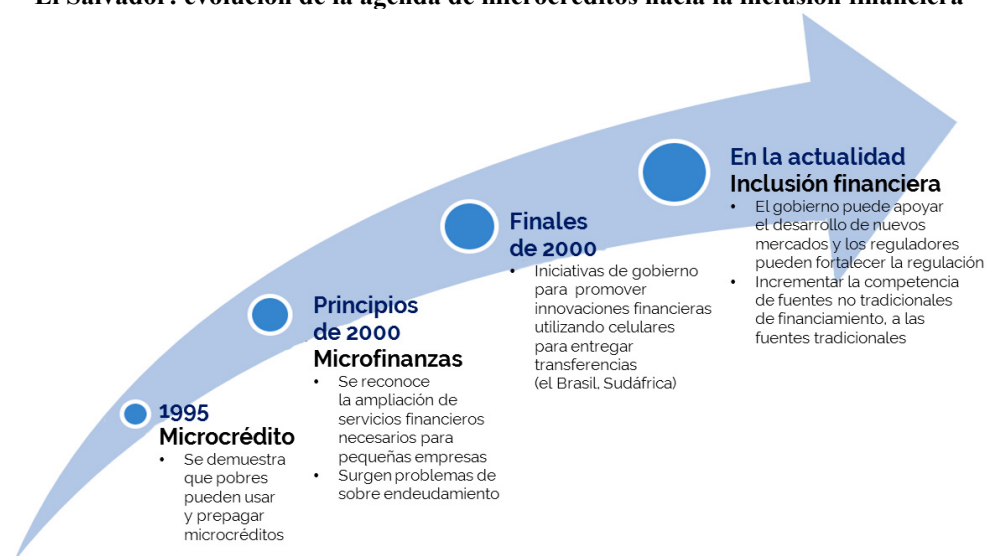 El Salvador: evolución de la agenda de microcréditos hacia la inclusión financiera
1995
Microcrédito
• Se demuestra
que pobres
pueden usar
y prepagar
microcréditos
Principios
de 2000
Microfinanzas
• Se reconoce
la ampliación de
servicios financieros
necesarios para
pequeñas empresas
• Surgen problemas de
sobre endeudamiento
Finales
de 2000
• Iniciativas de gobierno
para promover
innovaciones financieras
utilizando celulares
para entregar
transferencias
(el Brasil, Sudáfrica)
En la actualidad
Inclusión financiera
• El gobierno puede apoyar
el desarrollo de nuevos
mercados y los reguladores
pueden fortalecer la regulación
• Incrementar la competencia
de fuentes no tradicionales
de financiamiento, a las
fuentes tradicionales